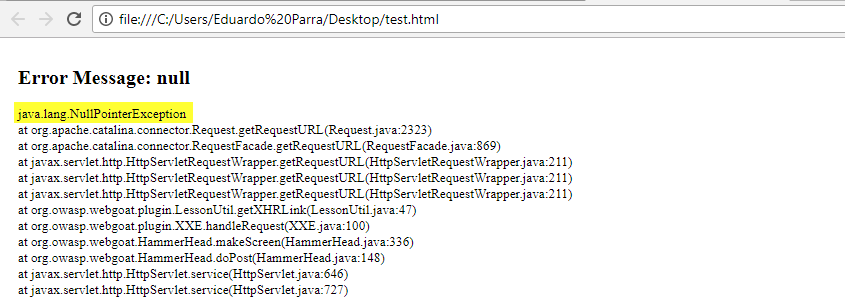 file:///C:/Users/Eduardo%20Parra/Desktop/test.html
Error Message: null
java.lang.NullPointerException
at org.apache.catalina.connector.Request.getRequestURL(Request.java:2323)
at org.apache.catalina.connector.RequestFacade.getRequestURL(RequestFacade.java:869)
at javax.servlet.http.HttpServletRequestWrapper.getRequestURL(HttpServletRequestWrapper.java:211)
at javax.servlet.http.HttpServletRequestWrapper.getRequestURL(HttpServletRequestWrapper.java:211)
at javax.servlet.http.HttpServletRequestWrapper.getRequestURL(HttpServletRequestWrapper.java:211)
at org.owasp.webgoat.plugin.LessonUtil.getXHRLink(LessonUtil.java:47)
at org.owasp.webgoat.plugin.XXE.handleRequest(XXE.java:100)
at org.owasp.webgoat.HammerHead.makeScreen(HammerHead.java:336)
at org.owasp.webgoat.HammerHead.doPost(HammerHead.java:148)
at javax.servlet.http.HttpServlet.service(HttpServlet.java:646)
at javax.servlet.http.HttpServlet.service(HttpServlet.java:727)